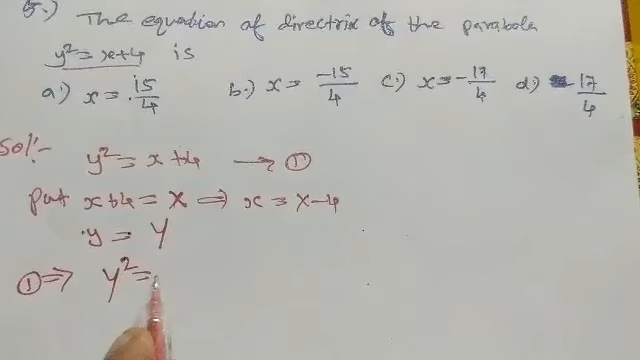 5.) The equation of directrix of the parabola
y² = x+4 is
a.) x = 15/4 b.) x = -15/4 c.) x = -17/4 d.) 17/4
Sol:-
y² = x+4 → ①
put x+4 = X ⇒ x = X-4
y = Y
① ⇒ Y² =